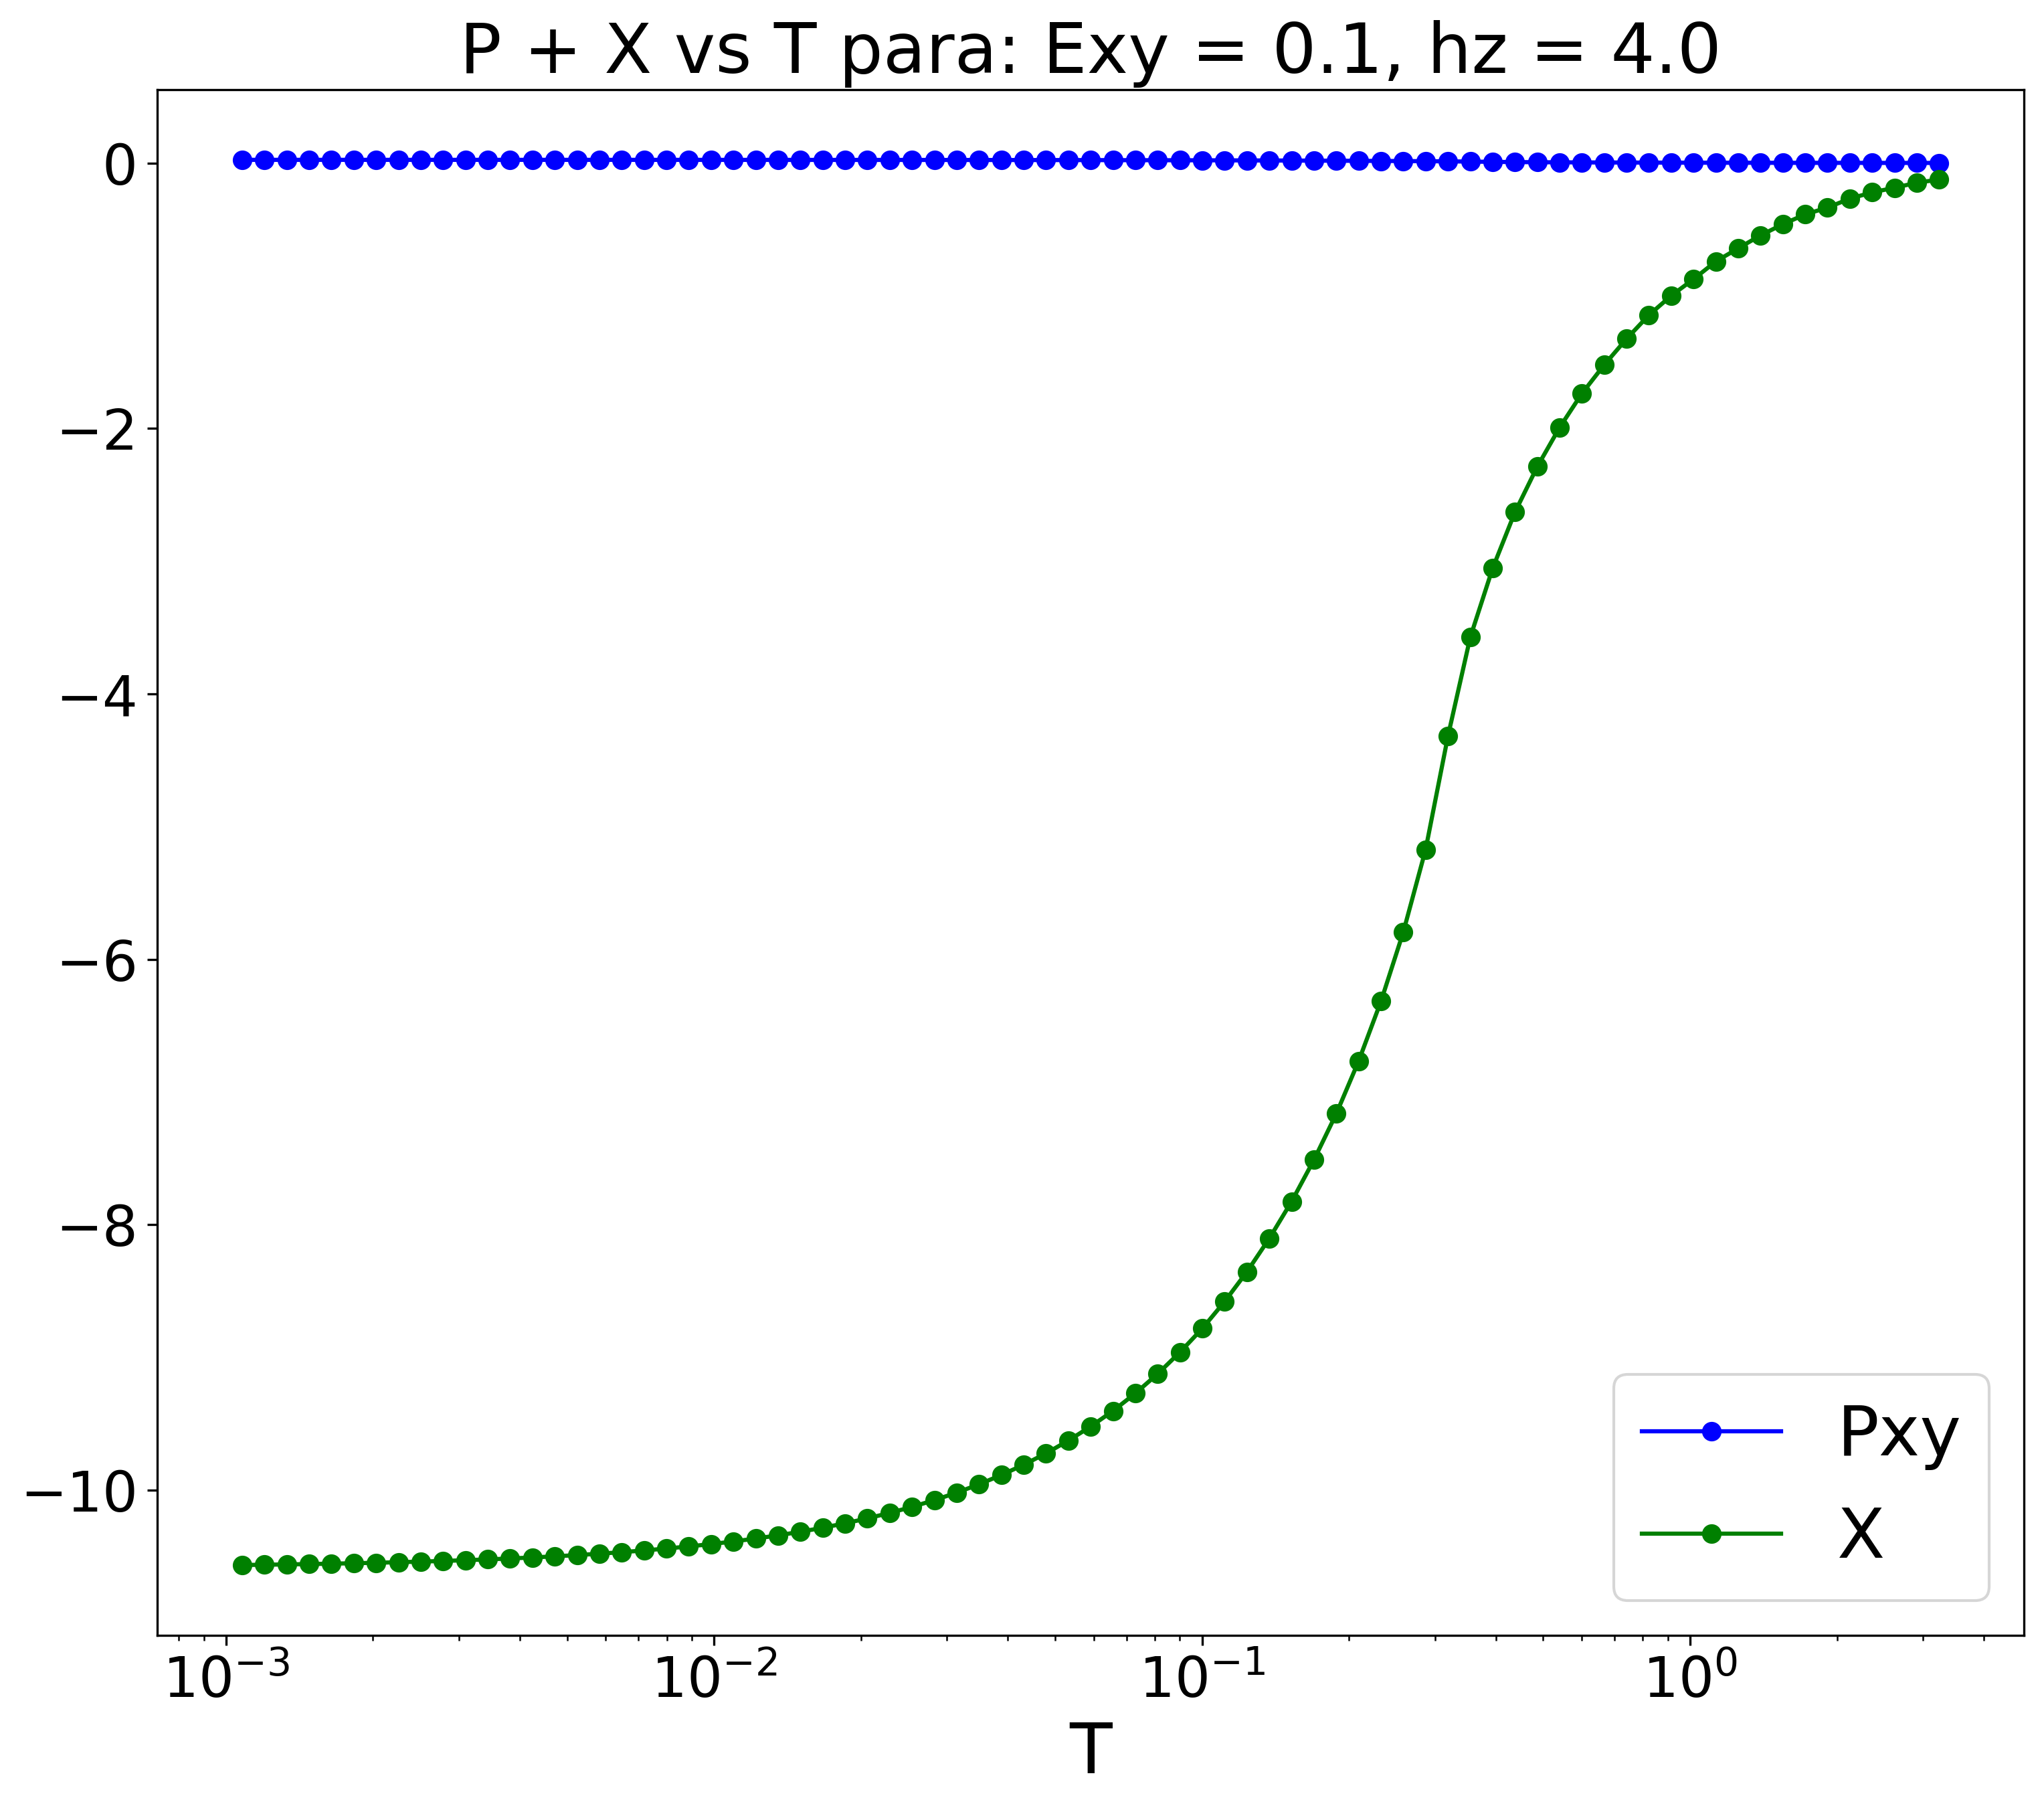 P + X vs T para: Exy = 0.1, hz = 4.0
0
−2
−4
−6
−8
−10
Pxy
X
10⁻³ 10⁻² 10⁻¹ 10⁰
T